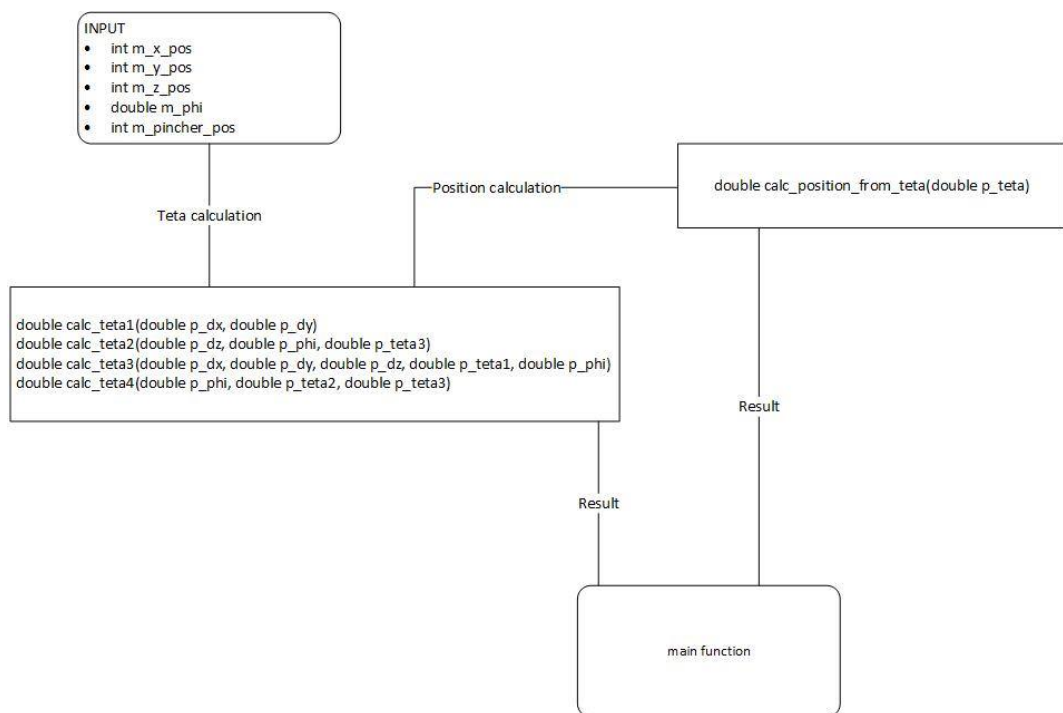 INPUT
• int m_x_pos
• int m_y_pos
• int m_z_pos
• double m_phi
• int m_pincher_pos
Teta calculation
Position calculation
double calc_position_from_teta(double p_teta)
double calc_teta1(double p_dx, double p_dy)
double calc_teta2(double p_dz, double p_phi, double p_teta3)
double calc_teta3(double p_dx, double p_dy, double p_dz, double p_teta1, double p_phi)
double calc_teta4(double p_phi, double p_teta2, double p_teta3)
Result
Result
main function